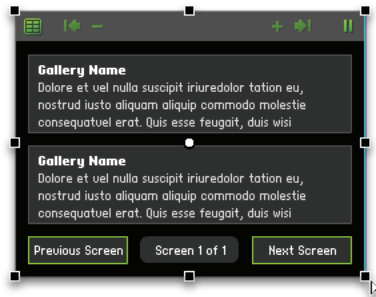 Gallery Name
Dolore et vel nulla suscipit iriuredolor tation eu,
nostrud iusto aliquam aliquip commodo molestie
consequatvel erat. Quis esse feugait, duis wisi
Gallery Name
Dolore et vel nulla suscipit iriuredolor tation eu,
nostrud iusto aliquam aliquip commodo molestie
consequatvel erat. Quis esse feugait, duis wisi
Previous Screen
Screen 1 of 1
Next Screen